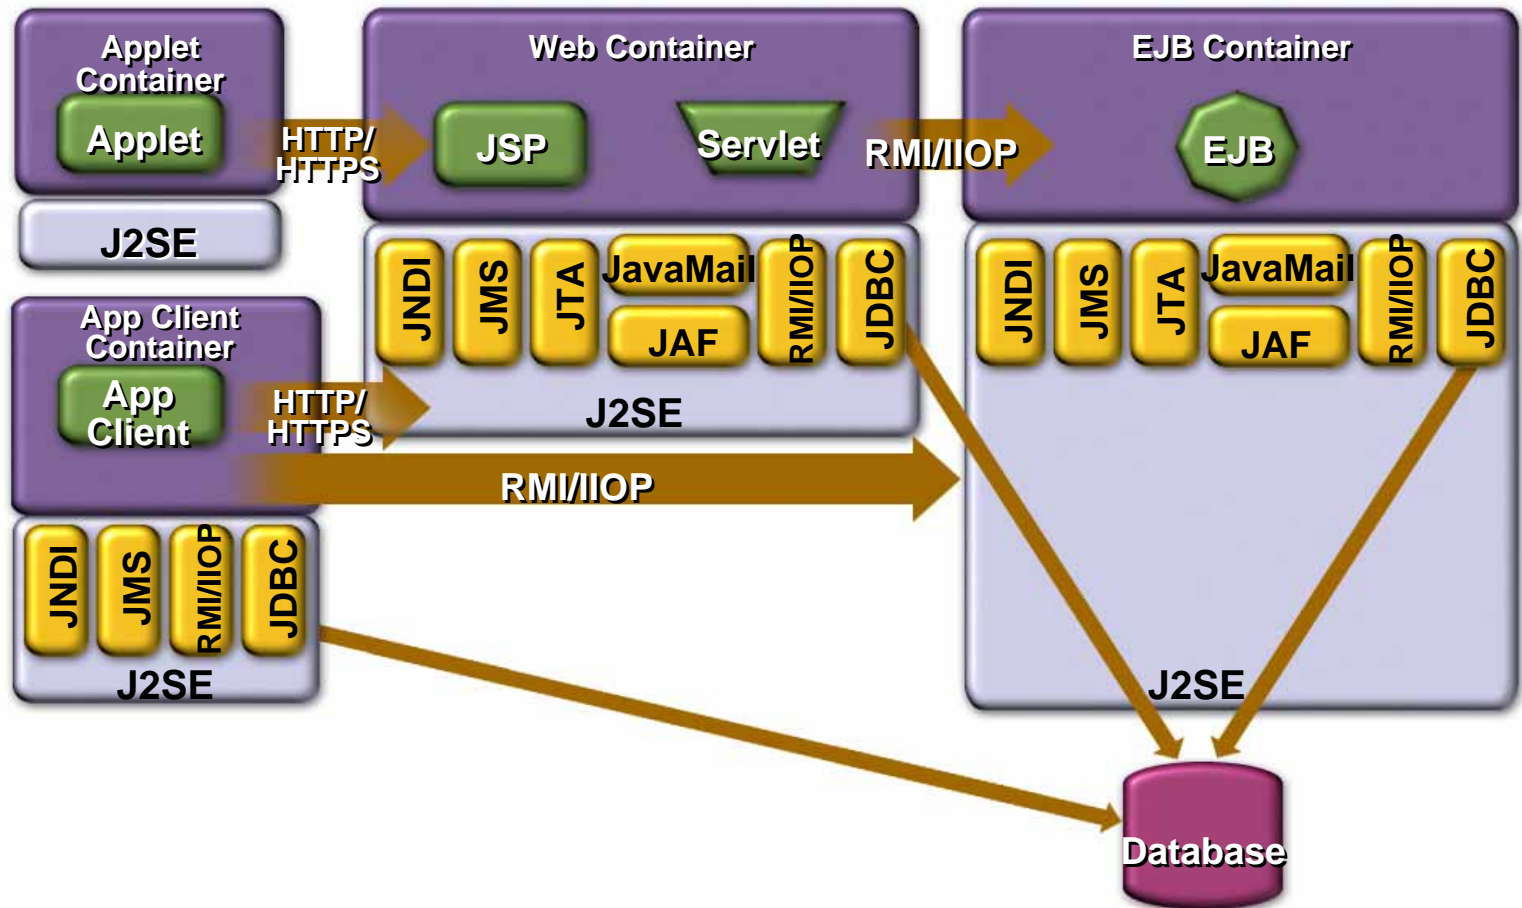 Applet
Container
Applet
J2SE
HTTP/
HTTPS
Web Container
JSP
Servlet
JNDI
JMS
JTA
JavaMail
JAF
RMI/IIOP
JDBC
J2SE
RMI/IIOP
EJB Container
EJB
JNDI
JMS
JTA
JavaMail
JAF
RMI/IIOP
JDBC
J2SE
App Client
Container
App
Client
HTTP/
HTTPS
RMI/IIOP
JNDI
JMS
RMI/IIOP
JDBC
J2SE
Database